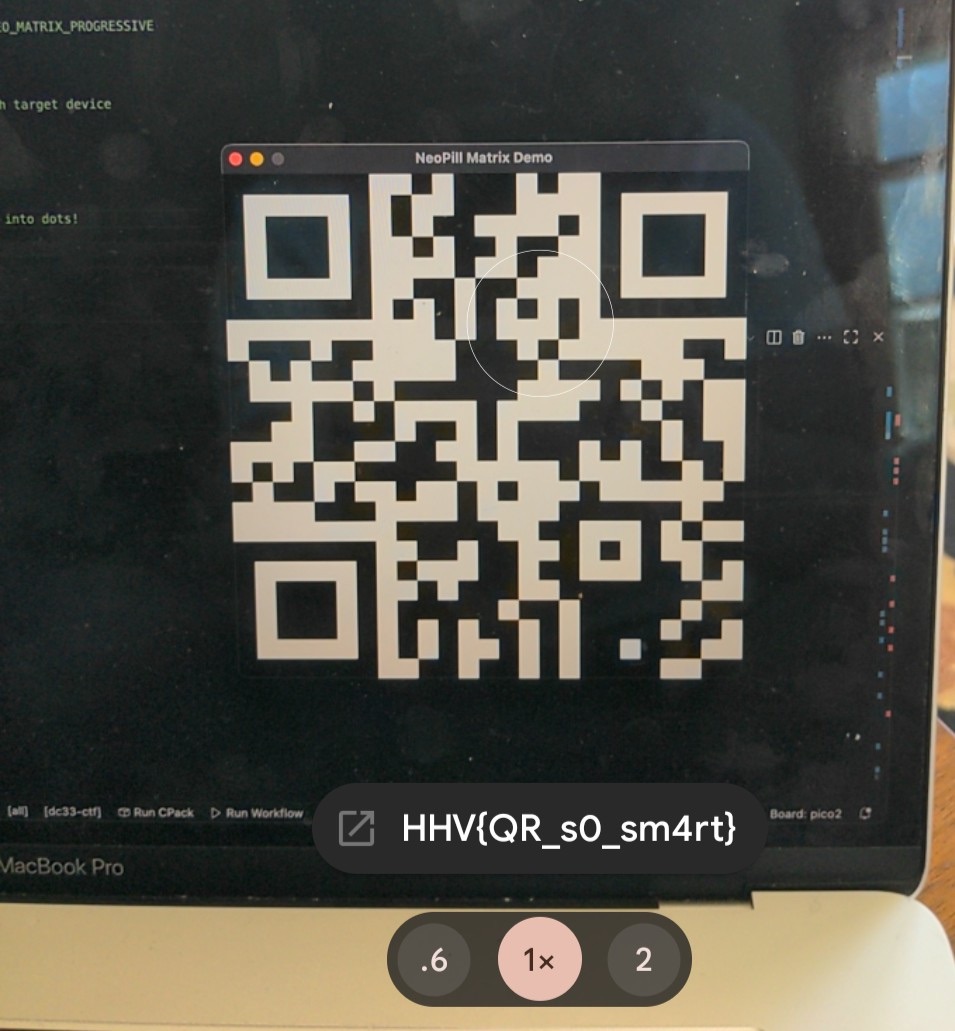 EO_MATRIX_PROGRESSIVE
h target device
into dots!
NeoPill Matrix Demo
[all] [dc33-ctf] Run CPack Run Workflow Board: pico2
HHV{QR_s0_sm4rt}
MacBook Pro
.6 1× 2